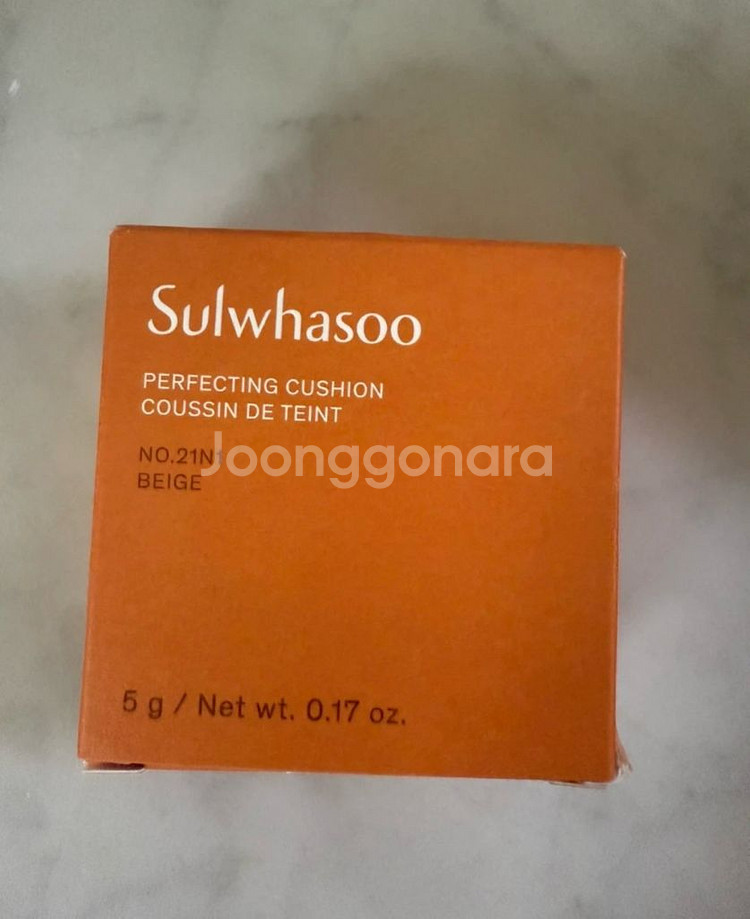 Sulwhasoo
PERFECTING CUSHION
COUSSIN DE TEINT
NO.21N1
BEIGE
Joonggonara
5 g / Net wt. 0.17 oz.